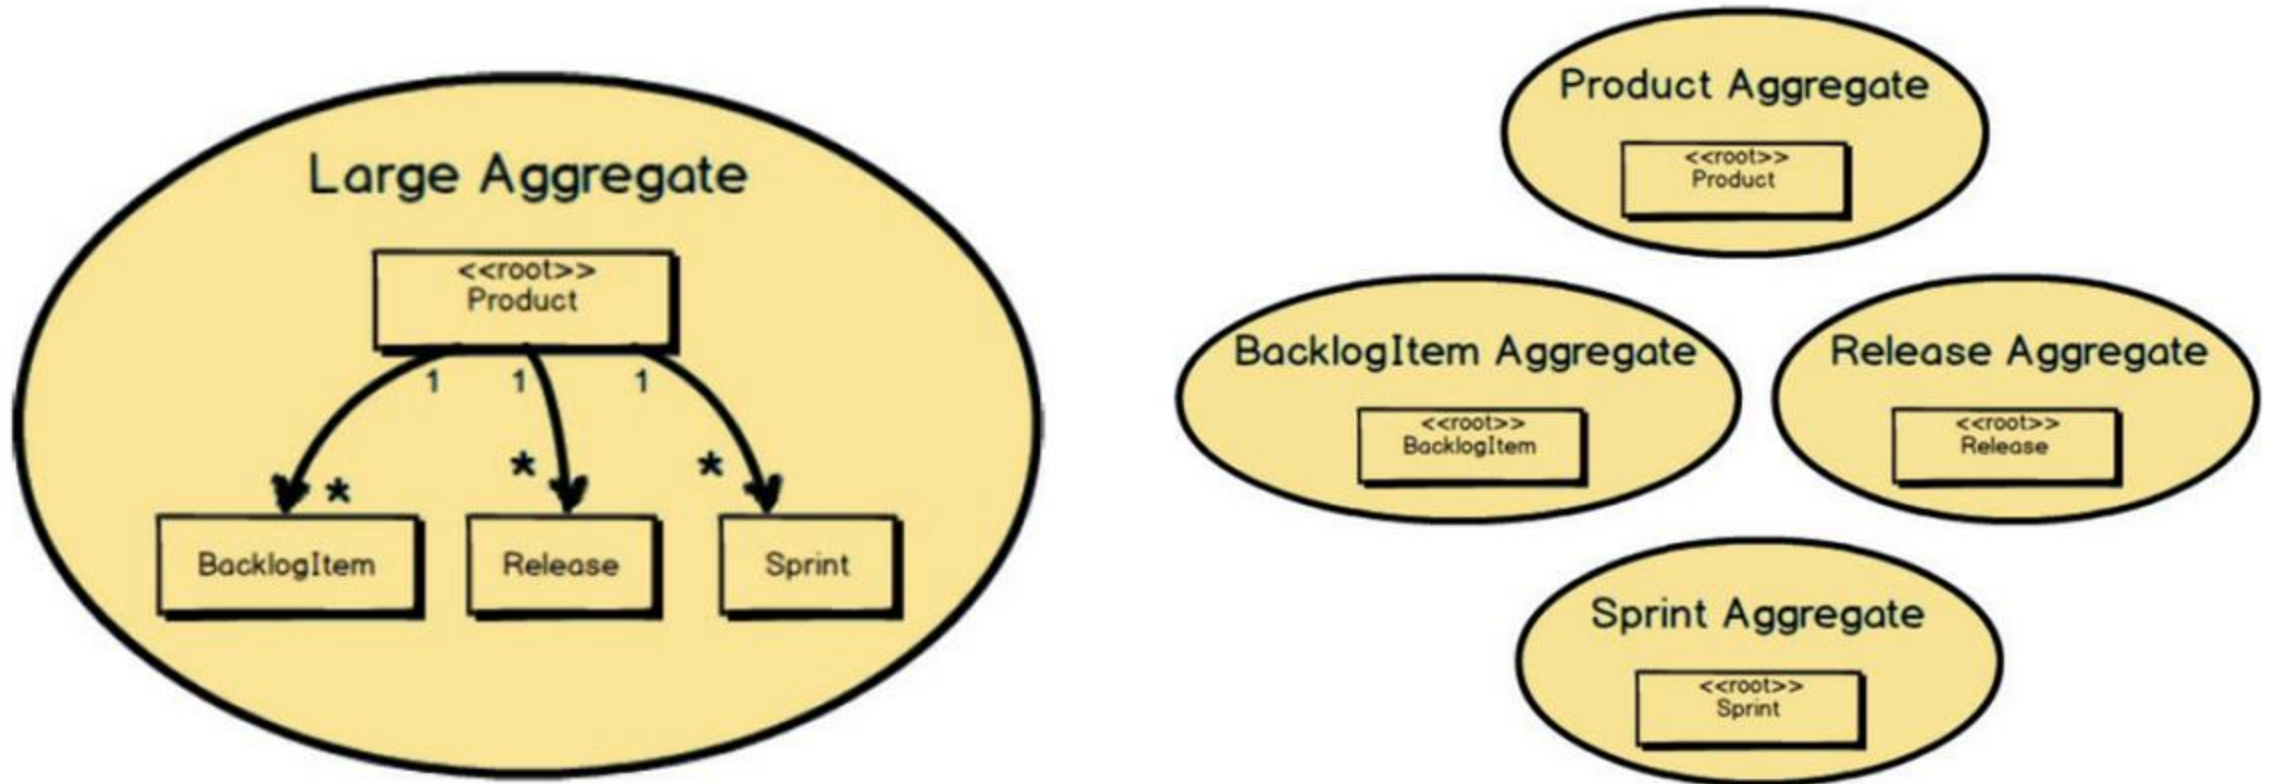 Large Aggregate
<<root>>
Product
1 1 1
* * *
BacklogItem
Release
Sprint
Product Aggregate
<<root>>
Product
BacklogItem Aggregate
<<root>>
BacklogItem
Release Aggregate
<<root>>
Release
Sprint Aggregate
<<root>>
Sprint